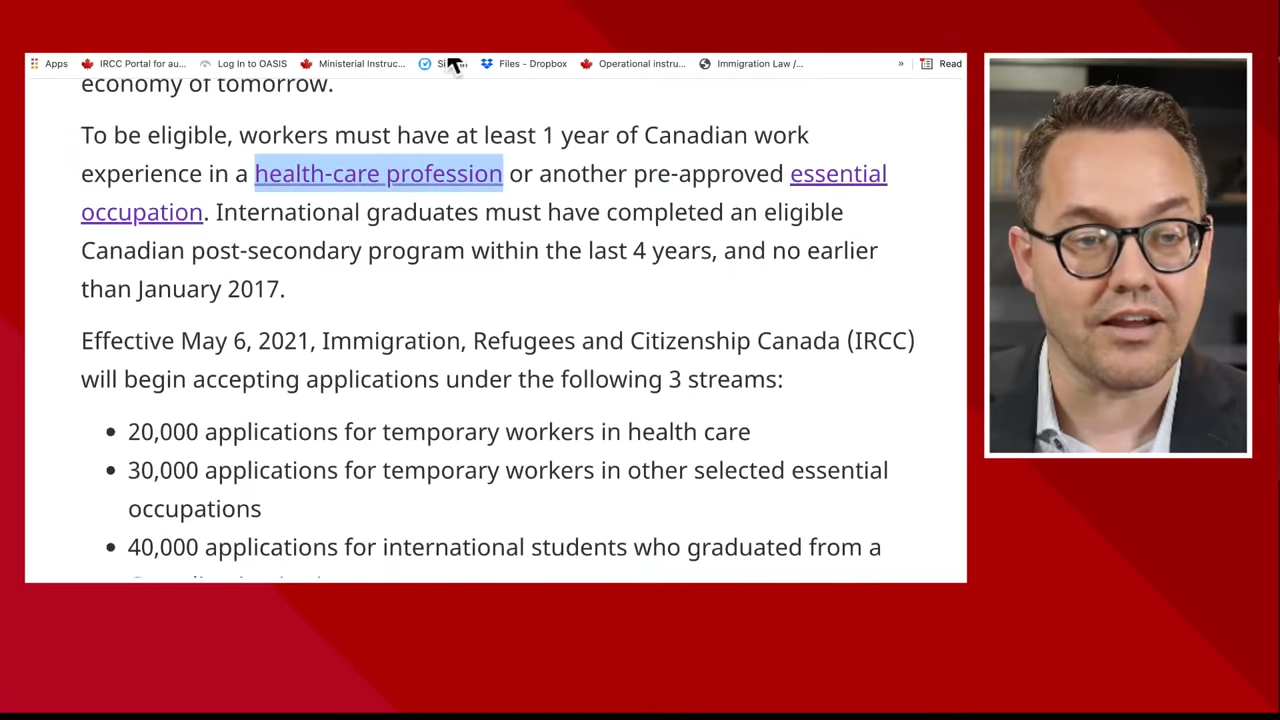 Apps IRCC Portal for au... Log In to OASIS Ministerial Instruc... Files - Dropbox Operational instru... Immigration Law /... » Read
economy of tomorrow.
To be eligible, workers must have at least 1 year of Canadian work
experience in a health-care profession or another pre-approved essential
occupation. International graduates must have completed an eligible
Canadian post-secondary program within the last 4 years, and no earlier
than January 2017.
Effective May 6, 2021, Immigration, Refugees and Citizenship Canada (IRCC)
will begin accepting applications under the following 3 streams:
• 20,000 applications for temporary workers in health care
• 30,000 applications for temporary workers in other selected essential
occupations
• 40,000 applications for international students who graduated from a